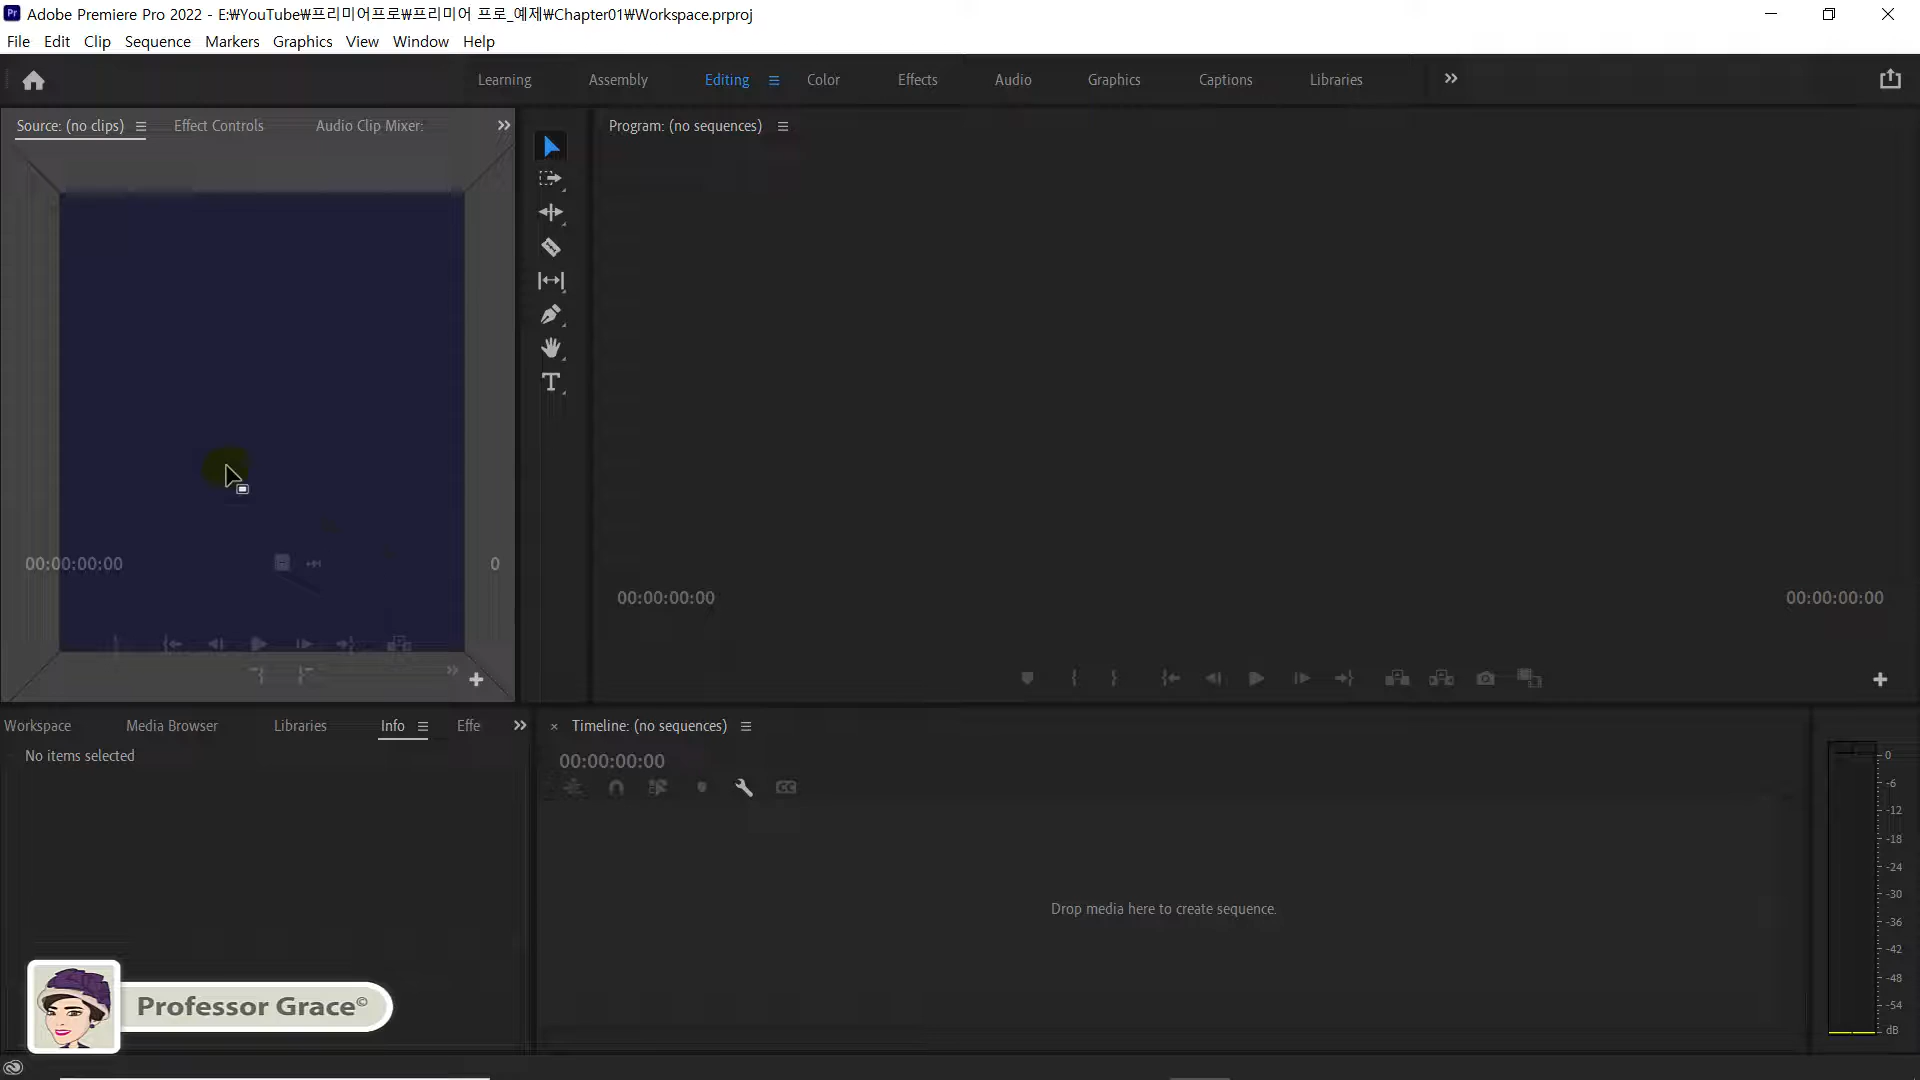 Adobe Premiere Pro 2022 - E:₩YouTube₩프리미어프로₩프리미어 프로_예제₩Chapter01₩Workspace.prproj
File Edit Clip Sequence Markers Graphics View Window Help
Learning Assembly Editing Color Effects Audio Graphics Captions Libraries
Source: (no clips) Effect Controls Audio Clip Mixer:
Program: (no sequences)
00:00:00:00 0
00:00:00:00 00:00:00:00
Workspace Media Browser Libraries Info Effe
No items selected
Timeline: (no sequences)
00:00:00:00
CC
Drop media here to create sequence.
0
-6
-12
-18
-24
-30
-36
-42
-48
-54
dB
Professor Grace©